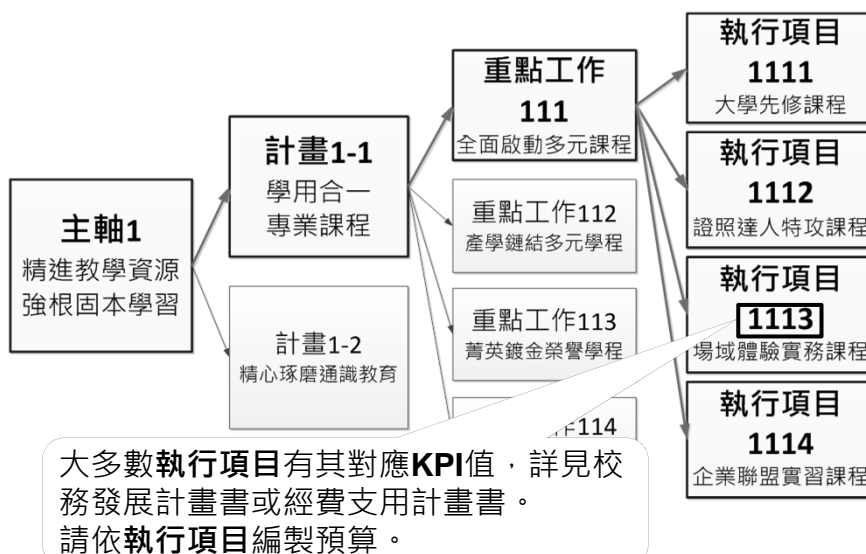 主軸1
精進教學資源
強根固本學習
計畫1-1
學用合一
專業課程
計畫1-2
精心琢磨通識教育
重點工作
111
全面啟動多元課程
重點工作112
產學鏈結多元學程
重點工作113
菁英鍍金榮譽學程
作114
執行項目
1111
大學先修課程
執行項目
1112
證照達人特攻課程
執行項目
1113
場域體驗實務課程
執行項目
1114
企業聯盟實習課程
大多數執行項目有其對應KPI值，詳見校
務發展計畫書或經費支用計畫書。
請依執行項目編製預算。